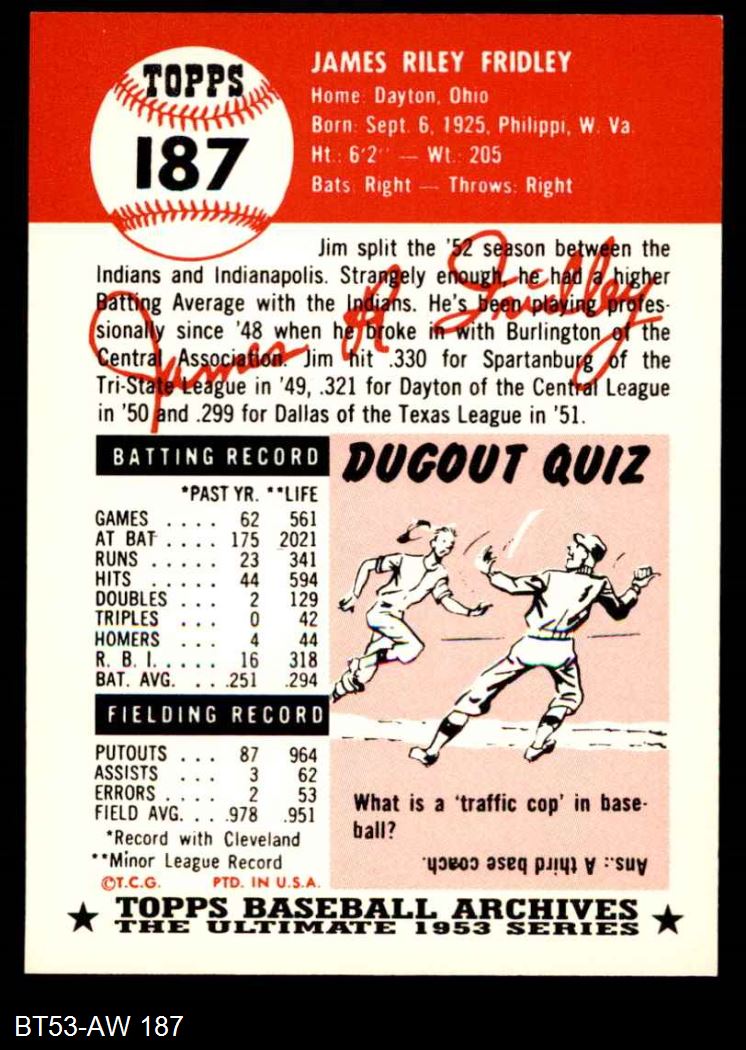 TOPPS
187
JAMES RILEY FRIDLEY
Home: Dayton, Ohio
Born: Sept. 6, 1925, Philippi, W. Va.
Ht.: 6'2" — Wt.: 205
Bats: Right — Throws: Right
Jim split the '52 season between the
Indians and Indianapolis. Strangely enough, he had a higher
Batting Average with the Indians. He's been playing profes-
sionally since '48 when he broke in with Burlington of the
Central Association. Jim hit .330 for Spartanburg of the
Tri-State League in '49, .321 for Dayton of the Central League
in '50 and .299 for Dallas of the Texas League in '51.
James R Fridley
BATTING RECORD
*PAST YR. **LIFE
GAMES . . . . 62 561
AT BAT . . . . 175 2021
RUNS . . . . . 23 341
HITS . . . . . 44 594
DOUBLES . . . 2 129
TRIPLES . . . 0 42
HOMERS . . . 4 44
R. B. I. . . . . . 16 318
BAT. AVG. . . .251 .294
FIELDING RECORD
PUTOUTS . . . 87 964
ASSISTS . . . 3 62
ERRORS . . . . 2 53
FIELD AVG. . . .978 .951
*Record with Cleveland
**Minor League Record
©T.C.G. PTD. IN U.S.A.
DUGOUT QUIZ
What is a 'traffic cop' in base-
ball?
Ans.: A third base coach.
★ TOPPS BASEBALL ARCHIVES ★
THE ULTIMATE 1953 SERIES
BT53-AW 187